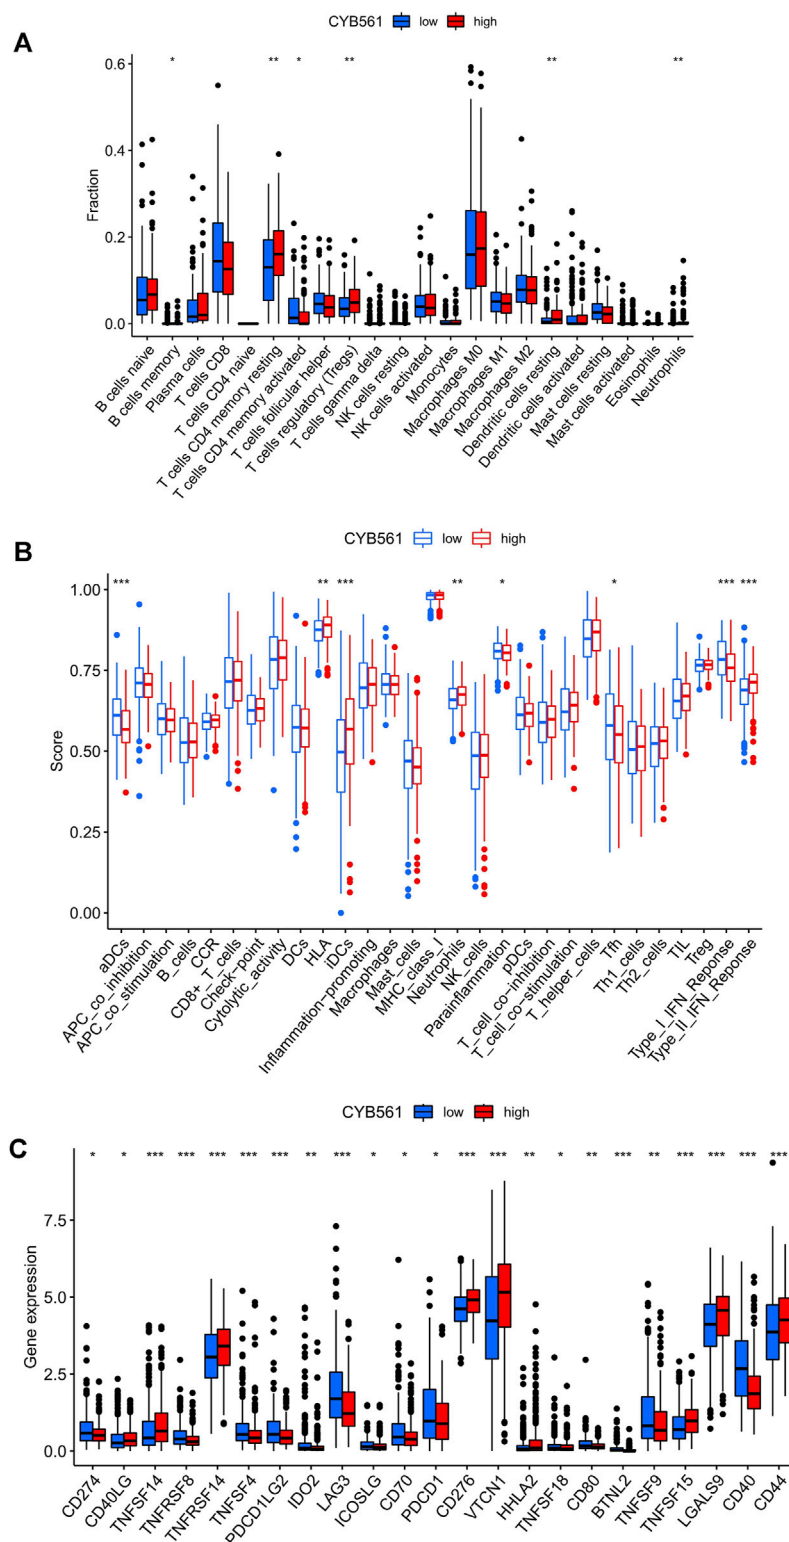 CYB561 low high
A
* ** * ** ** **
0.6
0.4
0.2
0.0
Fraction
B cells naive
B cells memory
Plasma cells
T cells CD8
T cells CD4 naive
T cells CD4 memory resting
T cells CD4 memory activated
T cells follicular helper
T cells regulatory (Tregs)
T cells gamma delta
NK cells resting
NK cells activated
Monocytes
Macrophages M0
Macrophages M1
Macrophages M2
Dendritic cells resting
Dendritic cells activated
Mast cells resting
Mast cells activated
Eosinophils
Neutrophils
CYB561 low high
B
*** ** *** ** * * *** ***
1.00
0.75
0.50
0.25
0.00
Score
aDCs
APC_co_inhibition
APC_co_stimulation
B_cells
CCR
CD8+_T_cells
Check-point
Cytolytic_activity
DCs
HLA
iDCs
Inflammation-promoting
Macrophages
Mast_cells
MHC_class_I
Neutrophils
NK_cells
Parainflammation
pDCs
T_cell_co-inhibition
T_cell_co-stimulation
T_helper_cells
Tfh
Th1_cells
Th2_cells
TIL
Treg
Type_I_IFN_Reponse
Type_II_IFN_Reponse
CYB561 low high
C
* * *** *** *** *** *** ** *** * * * *** *** ** * ** *** ** *** *** *** ***
7.5
5.0
2.5
0.0
Gene expression
CD274
CD40LG
TNFSF14
TNFRSF8
TNFRSF14
TNFSF4
PDCD1LG2
IDO2
LAG3
ICOSLG
CD70
PDCD1
CD276
VTCN1
HHLA2
TNFSF18
CD80
BTNL2
TNFSF9
TNFSF15
LGALS9
CD40
CD44